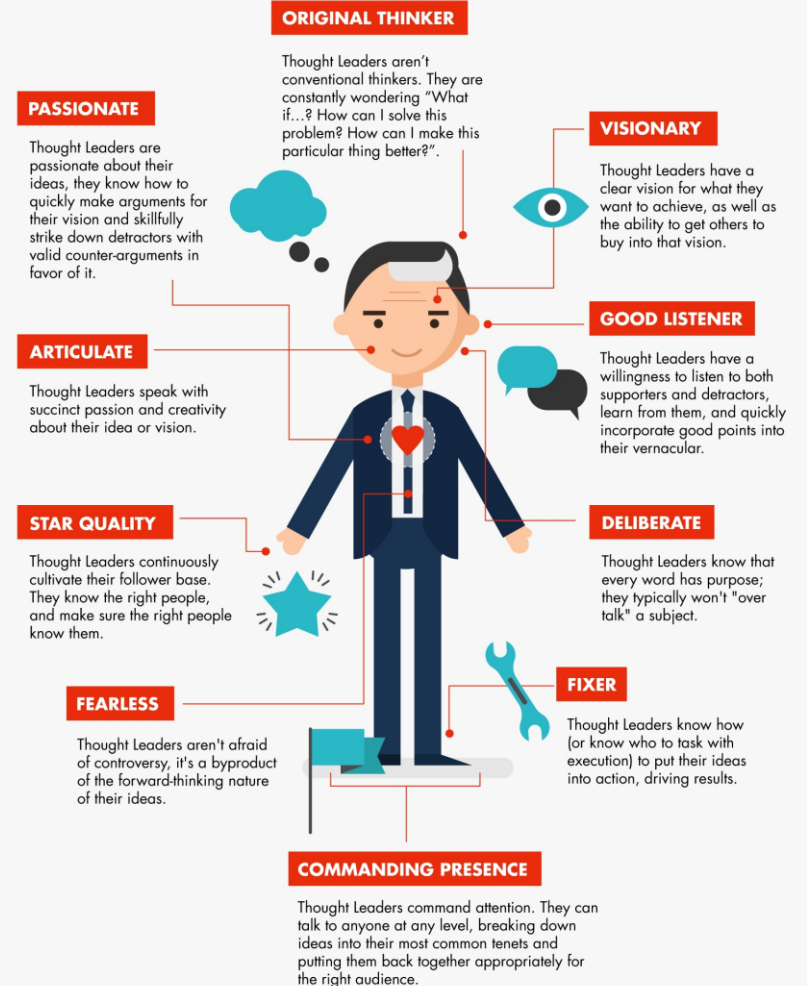 ORIGINAL THINKER
Thought Leaders aren't
conventional thinkers. They are
constantly wondering "What
if...? How can I solve this
problem? How can I make this
particular thing better?".
PASSIONATE
Thought Leaders are
passionate about their
ideas, they know how to
quickly make arguments for
their vision and skillfully
strike down detractors with
valid counter-arguments in
favor of it.
VISIONARY
Thought Leaders have a
clear vision for what they
want to achieve, as well as
the ability to get others to
buy into that vision.
ARTICULATE
Thought Leaders speak with
succinct passion and creativity
about their idea or vision.
GOOD LISTENER
Thought Leaders have a
willingness to listen to both
supporters and detractors,
learn from them, and quickly
incorporate good points into
their vernacular.
STAR QUALITY
Thought Leaders continuously
cultivate their follower base.
They know the right people,
and make sure the right people
know them.
DELIBERATE
Thought Leaders know that
every word has purpose;
they typically won't "over
talk" a subject.
FEARLESS
Thought Leaders aren't afraid
of controversy, it's a byproduct
of the forward-thinking nature
of their ideas.
FIXER
Thought Leaders know how
(or know who to task with
execution) to put their ideas
into action, driving results.
COMMANDING PRESENCE
Thought Leaders command attention. They can
talk to anyone at any level, breaking down
ideas into their most common tenets and
putting them back together appropriately for
the right audience.